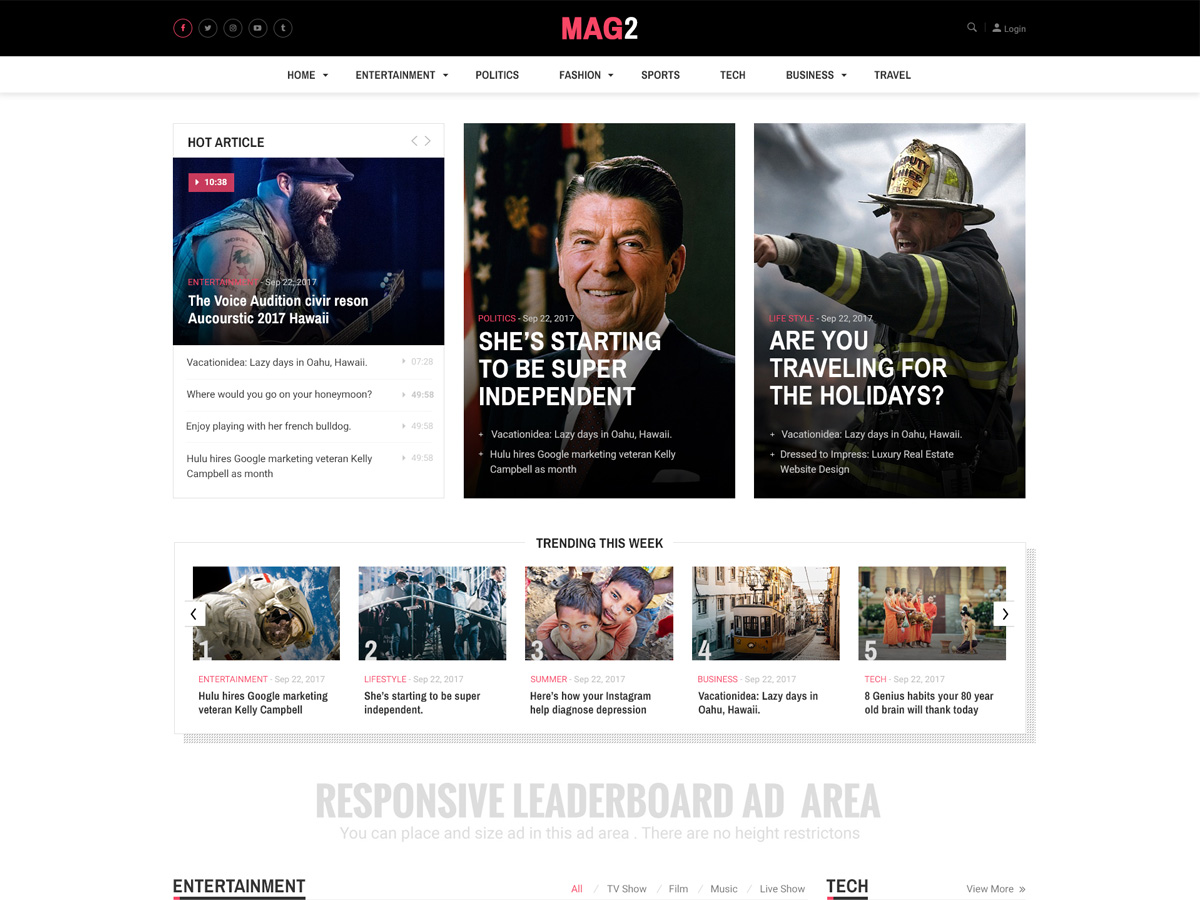 MAG2
Login
HOME
ENTERTAINMENT
POLITICS
FASHION
SPORTS
TECH
BUSINESS
TRAVEL
HOT ARTICLE
10:38
ENTERTAINMENT - Sep 22, 2017
The Voice Audition civir reson
Aucourstic 2017 Hawaii
Vacationidea: Lazy days in Oahu, Hawaii.
07:28
Where would you go on your honeymoon?
49:58
Enjoy playing with her french bulldog.
49:58
Hulu hires Google marketing veteran Kelly
Campbell as month
49:58
POLITICS - Sep 22, 2017
SHE'S STARTING
TO BE SUPER
INDEPENDENT
+ Vacationidea: Lazy days in Oahu, Hawaii.
+ Hulu hires Google marketing veteran Kelly
Campbell as month
DEPUTY
CHIEF
LIFE STYLE - Sep 22, 2017
ARE YOU
TRAVELING FOR
THE HOLIDAYS?
+ Vacationidea: Lazy days in Oahu, Hawaii.
+ Dressed to Impress: Luxury Real Estate
Website Design
TRENDING THIS WEEK
1
ENTERTAINMENT - Sep 22, 2017
Hulu hires Google marketing
veteran Kelly Campbell
2
LIFESTYLE - Sep 22, 2017
She's starting to be super
independent.
3
SUMMER - Sep 22, 2017
Here's how your Instagram
help diagnose depression
4
BUSINESS - Sep 22, 2017
Vacationidea: Lazy days in
Oahu, Hawaii.
5
TECH - Sep 22, 2017
8 Genius habits your 80 year
old brain will thank today
RESPONSIVE LEADERBOARD AD AREA
You can place and size ad in this ad area . There are no height restrictons
ENTERTAINMENT
All / TV Show / Film / Music / Live Show
TECH
View More »